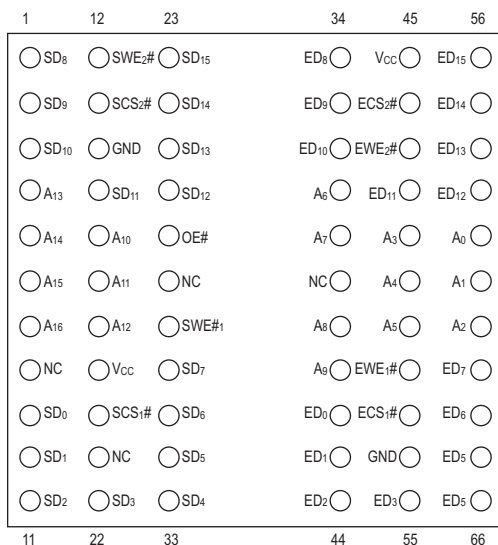 1 12 23 34 45 56
SD8 SWE2# SD15 ED8 VCC ED15
SD9 SCS2# SD14 ED9 ECS2# ED14
SD10 GND SD13 ED10 EWE2# ED13
A13 SD11 SD12 A6 ED11 ED12
A14 A10 OE# A7 A3 A0
A15 A11 NC NC A4 A1
A16 A12 SWE#1 A8 A5 A2
NC VCC SD7 A9 EWE1# ED7
SD0 SCS1# SD6 ED0 ECS1# ED6
SD1 NC SD5 ED1 GND ED5
SD2 SD3 SD4 ED2 ED3 ED5
11 22 33 44 55 66